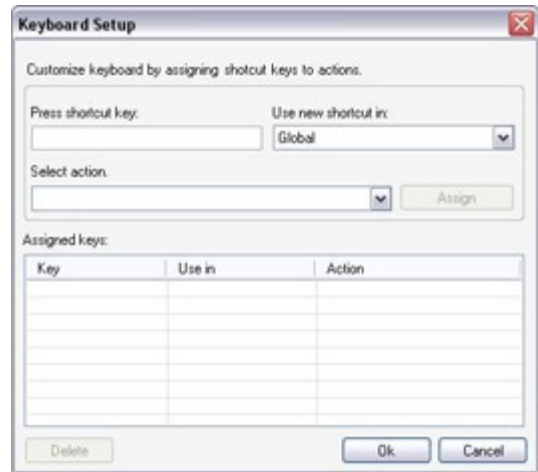 Keyboard Setup
Customize keyboard by assigning shotcut keys to actions.
Press shortcut key:
Use new shortcut in:
Global
Select action.
Assign
Assigned keys:
Key Use in Action
Delete Ok Cancel